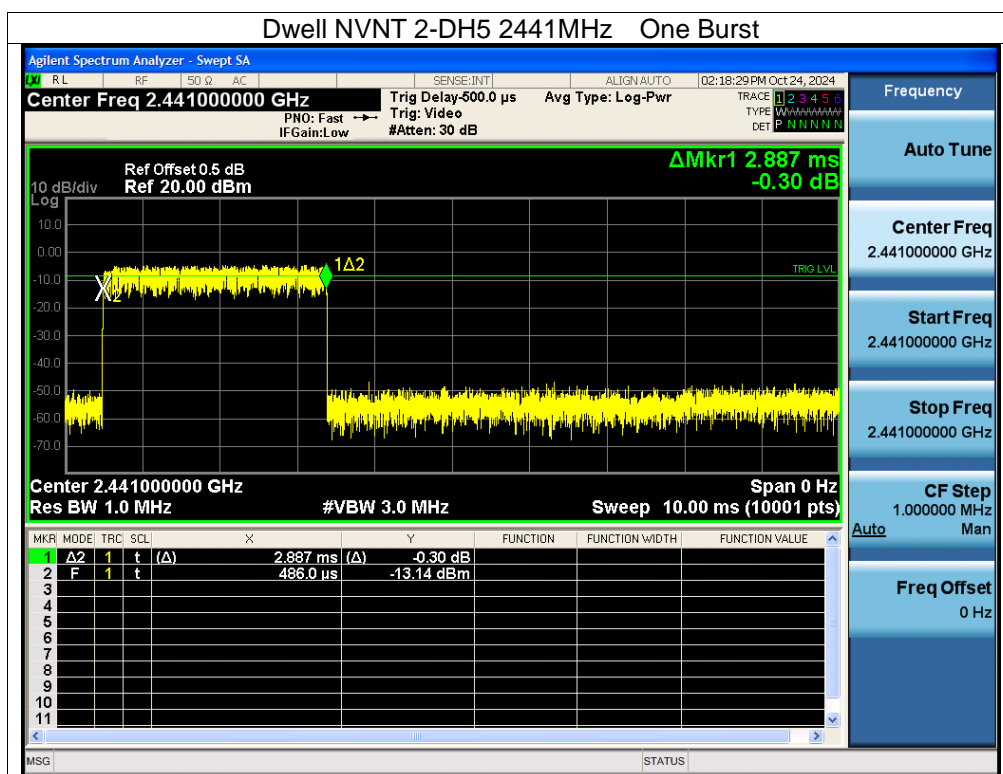 Dwell NVNT 2-DH5 2441MHz One Burst
Agilent Spectrum Analyzer - Swept SA
LXI RL RF 50 Ω AC SENSE:INT ALIGN AUTO 02:18:29 PM Oct 24, 2024
Center Freq 2.441000000 GHz Trig Delay-500.0 µs Avg Type: Log-Pwr TRACE 1 2 3 4 5 6
PNO: Fast Trig: Video TYPE WWWWWW
IFGain:Low #Atten: 30 dB DET P N N N N N
Frequency
Auto Tune
Center Freq
2.441000000 GHz
Start Freq
2.441000000 GHz
Stop Freq
2.441000000 GHz
CF Step
1.000000 MHz
Auto Man
Freq Offset
0 Hz
ΔMkr1 2.887 ms
-0.30 dB
Ref Offset 0.5 dB
10 dB/div Ref 20.00 dBm
Log
10.0
0.00
-10.0
-20.0
-30.0
-40.0
-50.0
-60.0
-70.0
1Δ2
TRIG LVL
2
Center 2.441000000 GHz Span 0 Hz
Res BW 1.0 MHz #VBW 3.0 MHz Sweep 10.00 ms (10001 pts)
MKR MODE TRC SCL X Y FUNCTION FUNCTION WIDTH FUNCTION VALUE
1 Δ2 1 t (Δ) 2.887 ms (Δ) -0.30 dB
2 F 1 t 486.0 µs -13.14 dBm
3
4
5
6
7
8
9
10
11
MSG STATUS